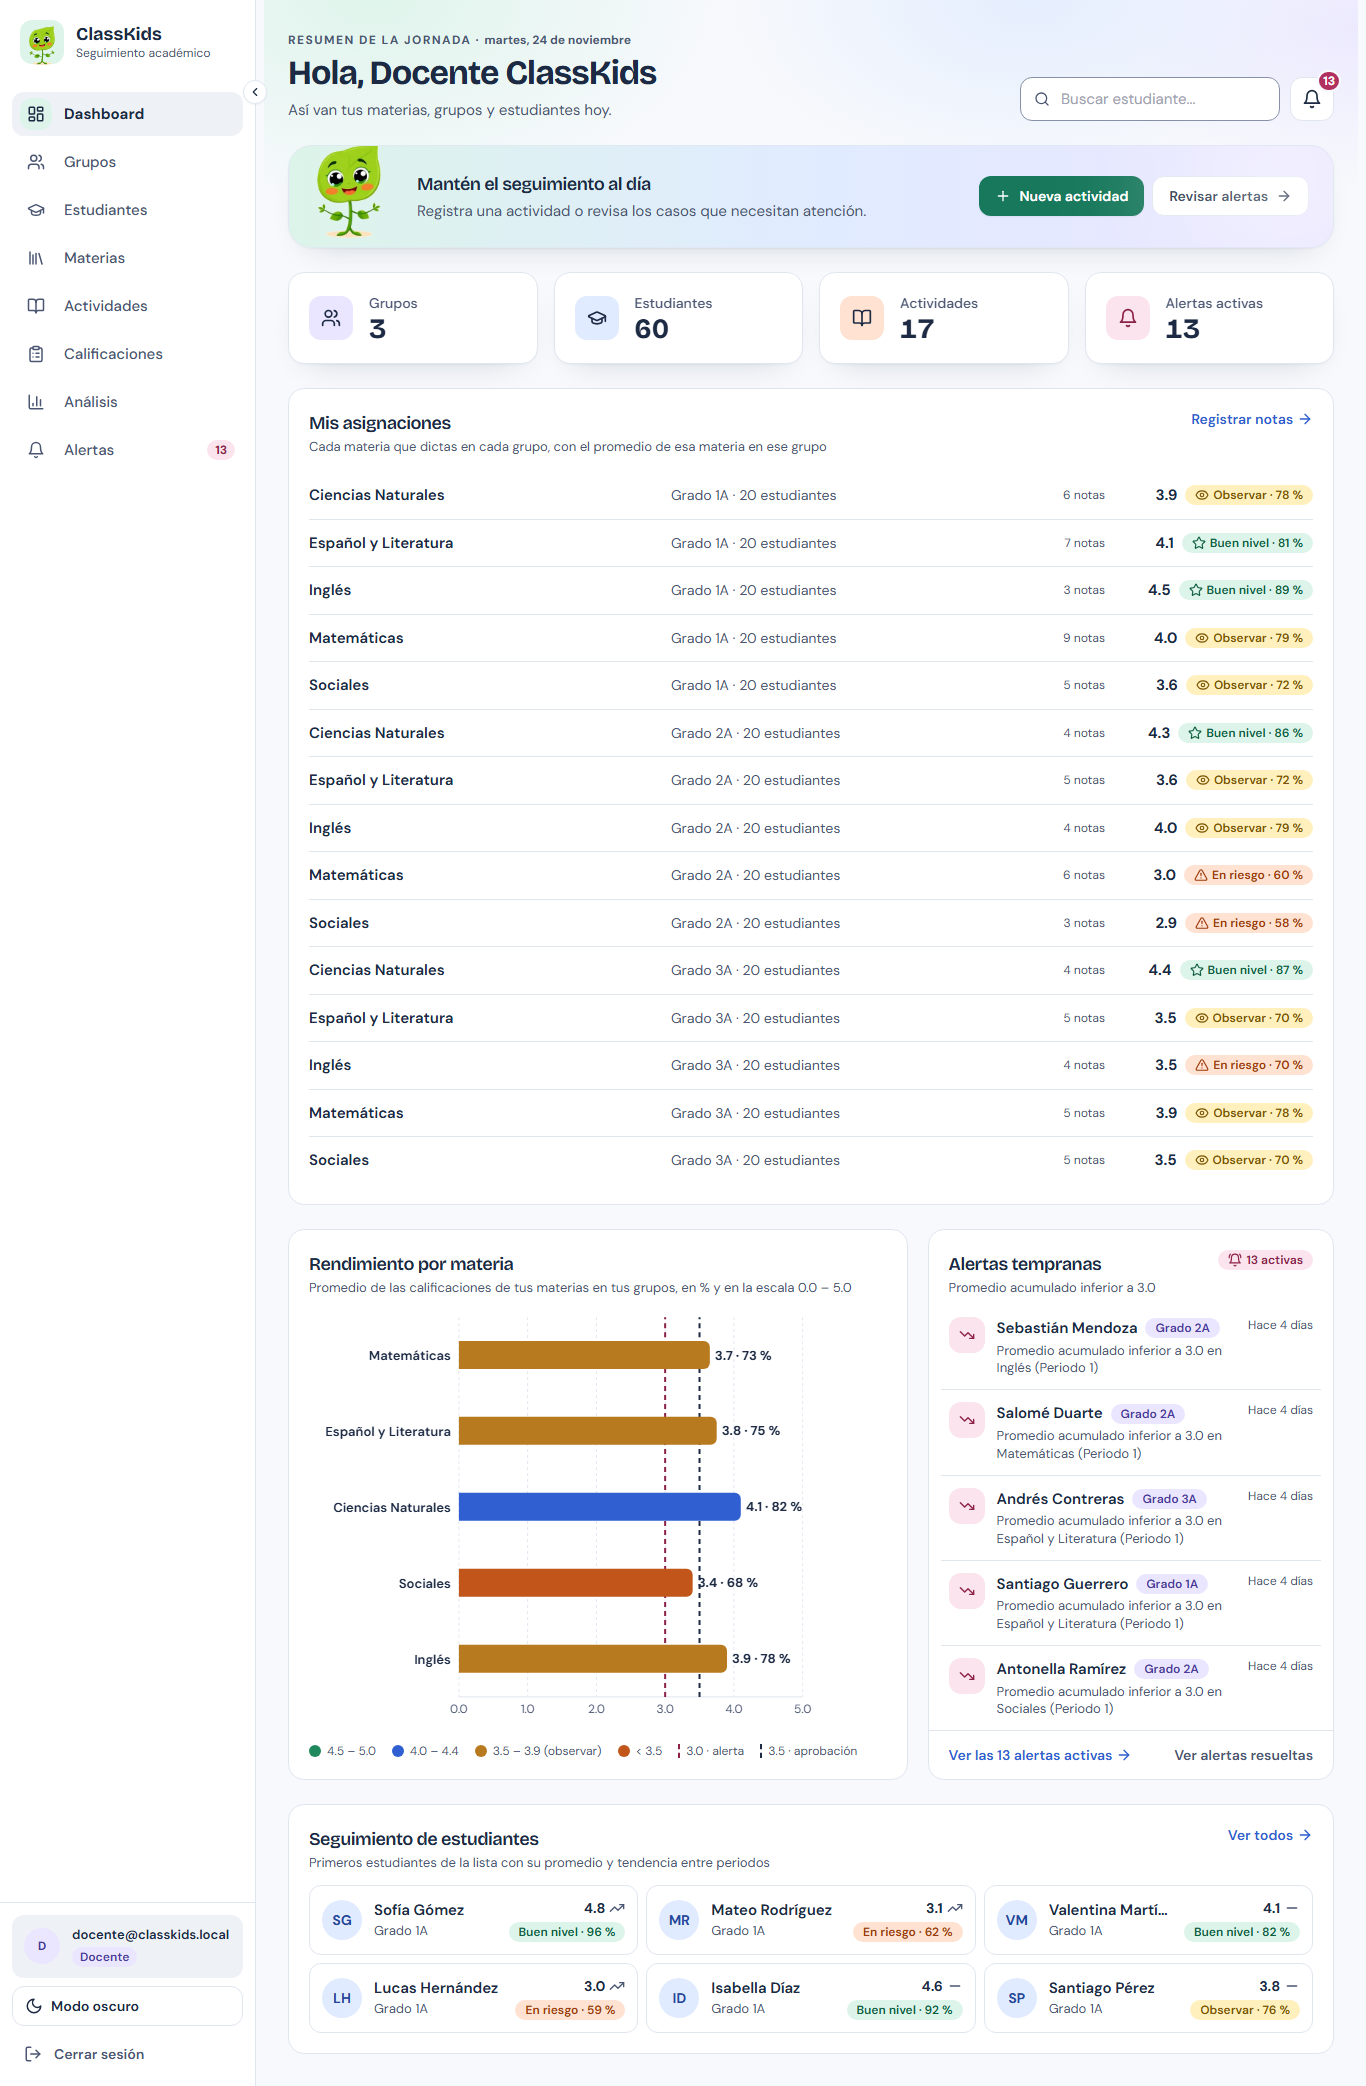 ClassKids
Seguimiento académico
Dashboard
Grupos
Estudiantes
Materias
Actividades
Calificaciones
Análisis
Alertas 13
docente@classkids.local
D
Docente
Modo oscuro
Cerrar sesión
RESUMEN DE LA JORNADA · martes, 24 de noviembre
Hola, Docente ClassKids
Así van tus materias, grupos y estudiantes hoy.
Buscar estudiante...
13
Mantén el seguimiento al día
Registra una actividad o revisa los casos que necesitan atención.
Nueva actividad
Revisar alertas
Grupos
3
Estudiantes
60
Actividades
17
Alertas activas
13
Mis asignaciones
Registrar notas
Cada materia que dictas en cada grupo, con el promedio de esa materia en ese grupo
Ciencias Naturales Grado 1A · 20 estudiantes 6 notas 3.9 Observar · 78 %
Español y Literatura Grado 1A · 20 estudiantes 7 notas 4.1 Buen nivel · 81 %
Inglés Grado 1A · 20 estudiantes 3 notas 4.5 Buen nivel · 89 %
Matemáticas Grado 1A · 20 estudiantes 9 notas 4.0 Observar · 79 %
Sociales Grado 1A · 20 estudiantes 5 notas 3.6 Observar · 72 %
Ciencias Naturales Grado 2A · 20 estudiantes 4 notas 4.3 Buen nivel · 86 %
Español y Literatura Grado 2A · 20 estudiantes 5 notas 3.6 Observar · 72 %
Inglés Grado 2A · 20 estudiantes 4 notas 4.0 Observar · 79 %
Matemáticas Grado 2A · 20 estudiantes 6 notas 3.0 En riesgo · 60 %
Sociales Grado 2A · 20 estudiantes 3 notas 2.9 En riesgo · 58 %
Ciencias Naturales Grado 3A · 20 estudiantes 4 notas 4.4 Buen nivel · 87 %
Español y Literatura Grado 3A · 20 estudiantes 5 notas 3.5 Observar · 70 %
Inglés Grado 3A · 20 estudiantes 4 notas 3.5 En riesgo · 70 %
Matemáticas Grado 3A · 20 estudiantes 5 notas 3.9 Observar · 78 %
Sociales Grado 3A · 20 estudiantes 5 notas 3.5 Observar · 70 %
Rendimiento por materia
Promedio de las calificaciones de tus materias en tus grupos, en % y en la escala 0.0 – 5.0
Matemáticas 3.7 · 73 %
Español y Literatura 3.8 · 75 %
Ciencias Naturales 4.1 · 82 %
Sociales 3.4 · 68 %
Inglés 3.9 · 78 %
0.0 1.0 2.0 3.0 4.0 5.0
4.5 – 5.0 4.0 – 4.4 3.5 – 3.9 (observar) < 3.5 3.0 · alerta 3.5 · aprobación
Alertas tempranas 13 activas
Promedio acumulado inferior a 3.0
Sebastián Mendoza Grado 2A Hace 4 días
Promedio acumulado inferior a 3.0 en
Inglés (Periodo 1)
Salomé Duarte Grado 2A Hace 4 días
Promedio acumulado inferior a 3.0 en
Matemáticas (Periodo 1)
Andrés Contreras Grado 3A Hace 4 días
Promedio acumulado inferior a 3.0 en
Español y Literatura (Periodo 1)
Santiago Guerrero Grado 1A Hace 4 días
Promedio acumulado inferior a 3.0 en
Español y Literatura (Periodo 1)
Antonella Ramírez Grado 2A Hace 4 días
Promedio acumulado inferior a 3.0 en
Sociales (Periodo 1)
Ver las 13 alertas activas Ver alertas resueltas
Seguimiento de estudiantes Ver todos
Primeros estudiantes de la lista con su promedio y tendencia entre periodos
SG Sofía Gómez 4.8
Grado 1A Buen nivel · 96 %
MR Mateo Rodríguez 3.1
Grado 1A En riesgo · 62 %
VM Valentina Martí... 4.1
Grado 1A Buen nivel · 82 %
LH Lucas Hernández 3.0
Grado 1A En riesgo · 59 %
ID Isabella Díaz 4.6
Grado 1A Buen nivel · 92 %
SP Santiago Pérez 3.8
Grado 1A Observar · 76 %